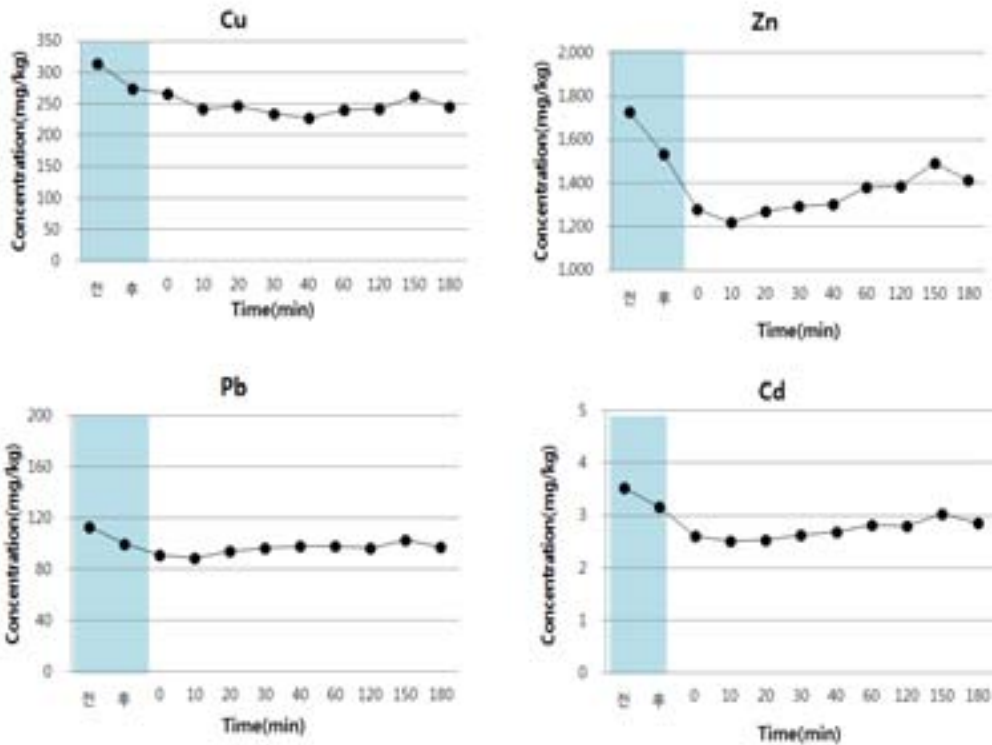 Cu
Concentration(mg/kg)
350
300
250
200
150
100
50
0
전 후 0 10 20 30 40 60 120 150 180
Time(min)
Zn
Concentration(mg/kg)
2.000
1.800
1.600
1.400
1.200
1.000
전 후 0 10 20 30 40 60 120 150 180
Time(min)
Pb
Concentration(mg/kg)
200
160
120
80
40
0
전 후 0 10 20 30 40 60 120 150 180
Time(min)
Cd
Concentration(mg/kg)
5
4
3
2
1
0
전 후 0 10 20 30 40 60 120 150 180
Time(min)